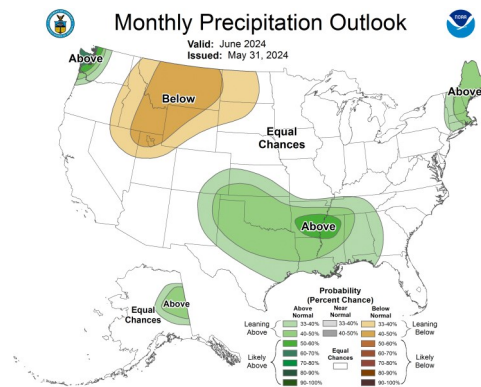 Monthly Precipitation Outlook
NOAA
Valid: June 2024
Issued: May 31, 2024
Above
Below
Above
Equal
Chances
Above
Above
Equal
Chances
Probability
(Percent Chance)
Above
Normal
Near
Normal
Below
Normal
Leaning
Above
33-40%
33-40%
33-40%
Leaning
Below
40-50%
40-50%
40-50%
Likely
Above
50-60%
50-60%
Likely
Below
60-70%
Equal
Chances
60-70%
70-80%
70-80%
80-90%
80-90%
90-100%
90-100%